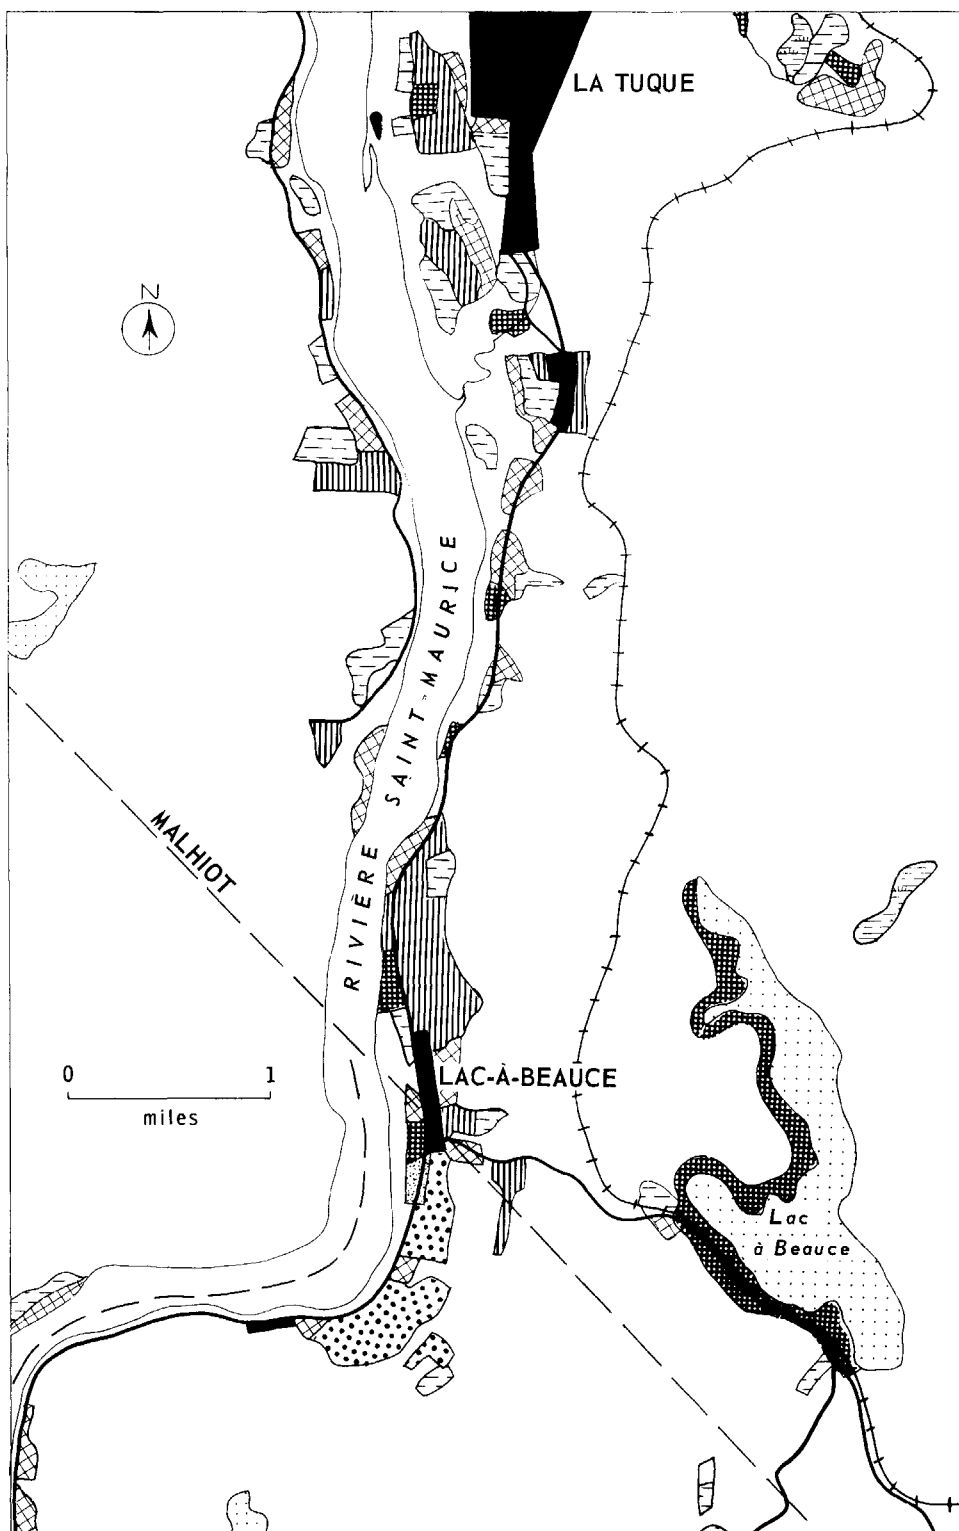 LA TUQUE
N
RIVIÈRE SAINT-MAURICE
MALHIOT
0 1
miles
LAC-À-BEAUCE
Lac
à Beauce